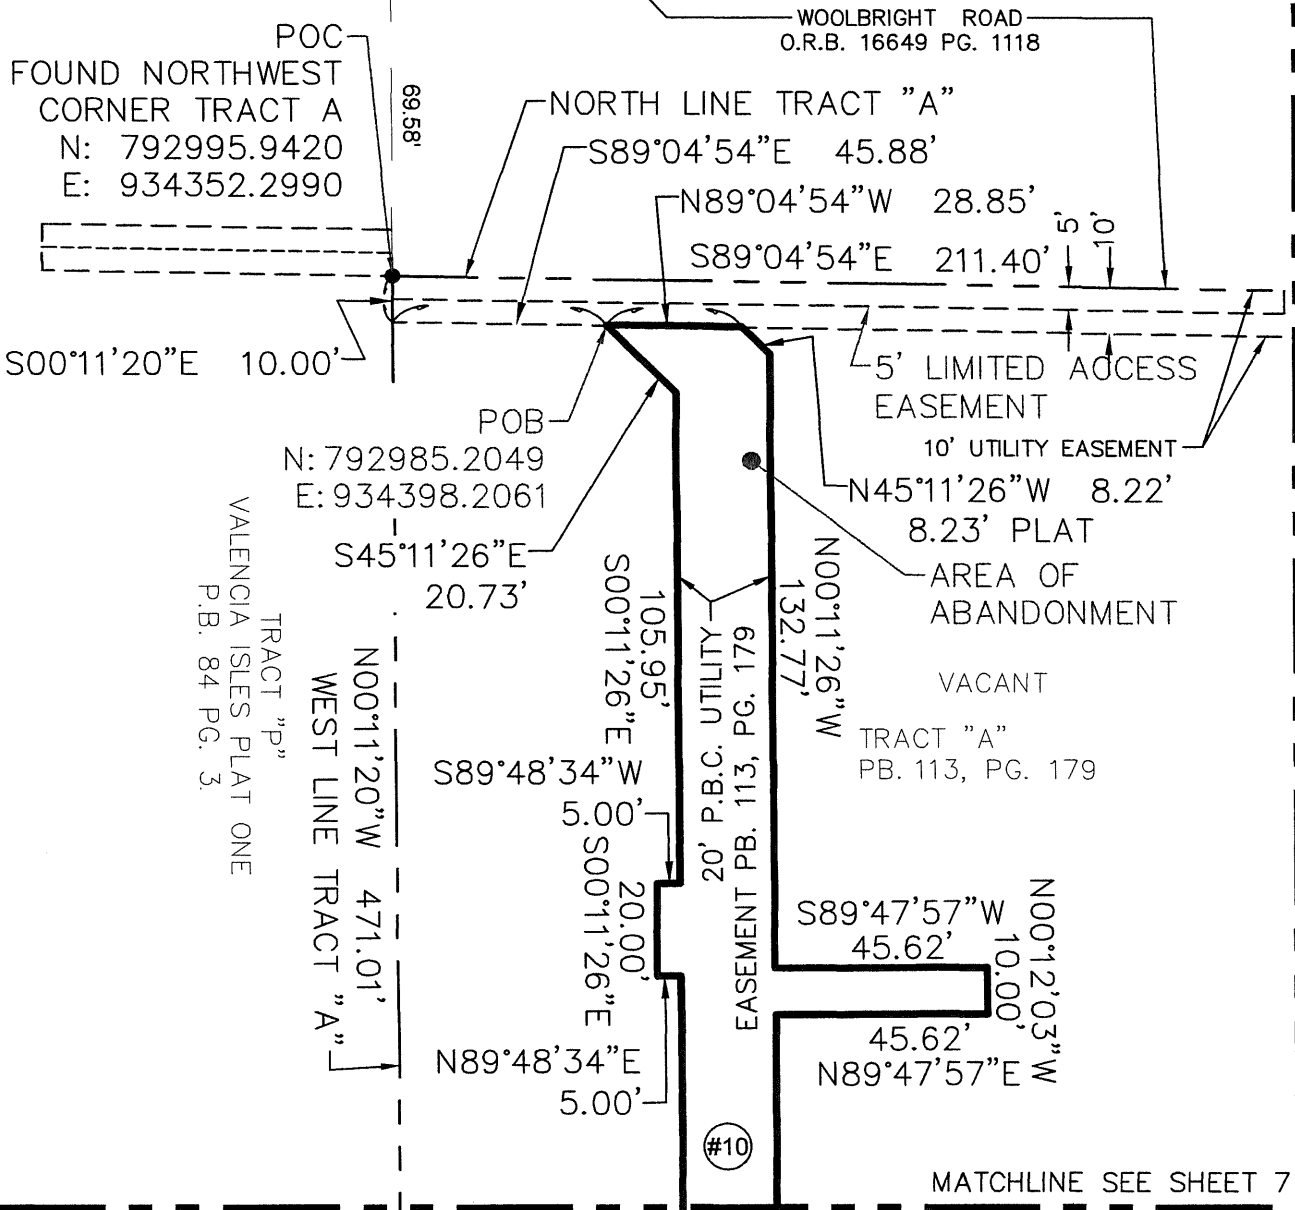 WOOLBRIGHT ROAD
O.R.B. 16649 PG. 1118
POC
FOUND NORTHWEST
CORNER TRACT A
N: 792995.9420
E: 934352.2990
69.58'
NORTH LINE TRACT "A"
S89°04'54"E 45.88'
N89°04'54"W 28.85'
S89°04'54"E 211.40'
5'
10'
S00°11'20"E 10.00'
5' LIMITED ACCESS
EASEMENT
10' UTILITY EASEMENT
POB
N: 792985.2049
E: 934398.2061
N45°11'26"W 8.22'
8.23' PLAT
S45°11'26"E
20.73'
AREA OF
ABANDONMENT
VACANT
TRACT "A"
PB. 113, PG. 179
TRACT "P"
VALENCIA ISLES PLAT ONE
P.B. 84 PG. 3.
N00°11'20"W 471.01'
WEST LINE TRACT "A"
105.95'
S00°11'26"E
20' P.B.C. UTILITY
EASEMENT PB. 113, PG. 179
N00°11'26"W
132.77'
S89°48'34"W
5.00'
20.00'
S00°11'26"E
N89°48'34"E
5.00'
S89°47'57"W
45.62'
N00°12'03"W
10.00'
45.62'
N89°47'57"E
#10
MATCHLINE SEE SHEET 7